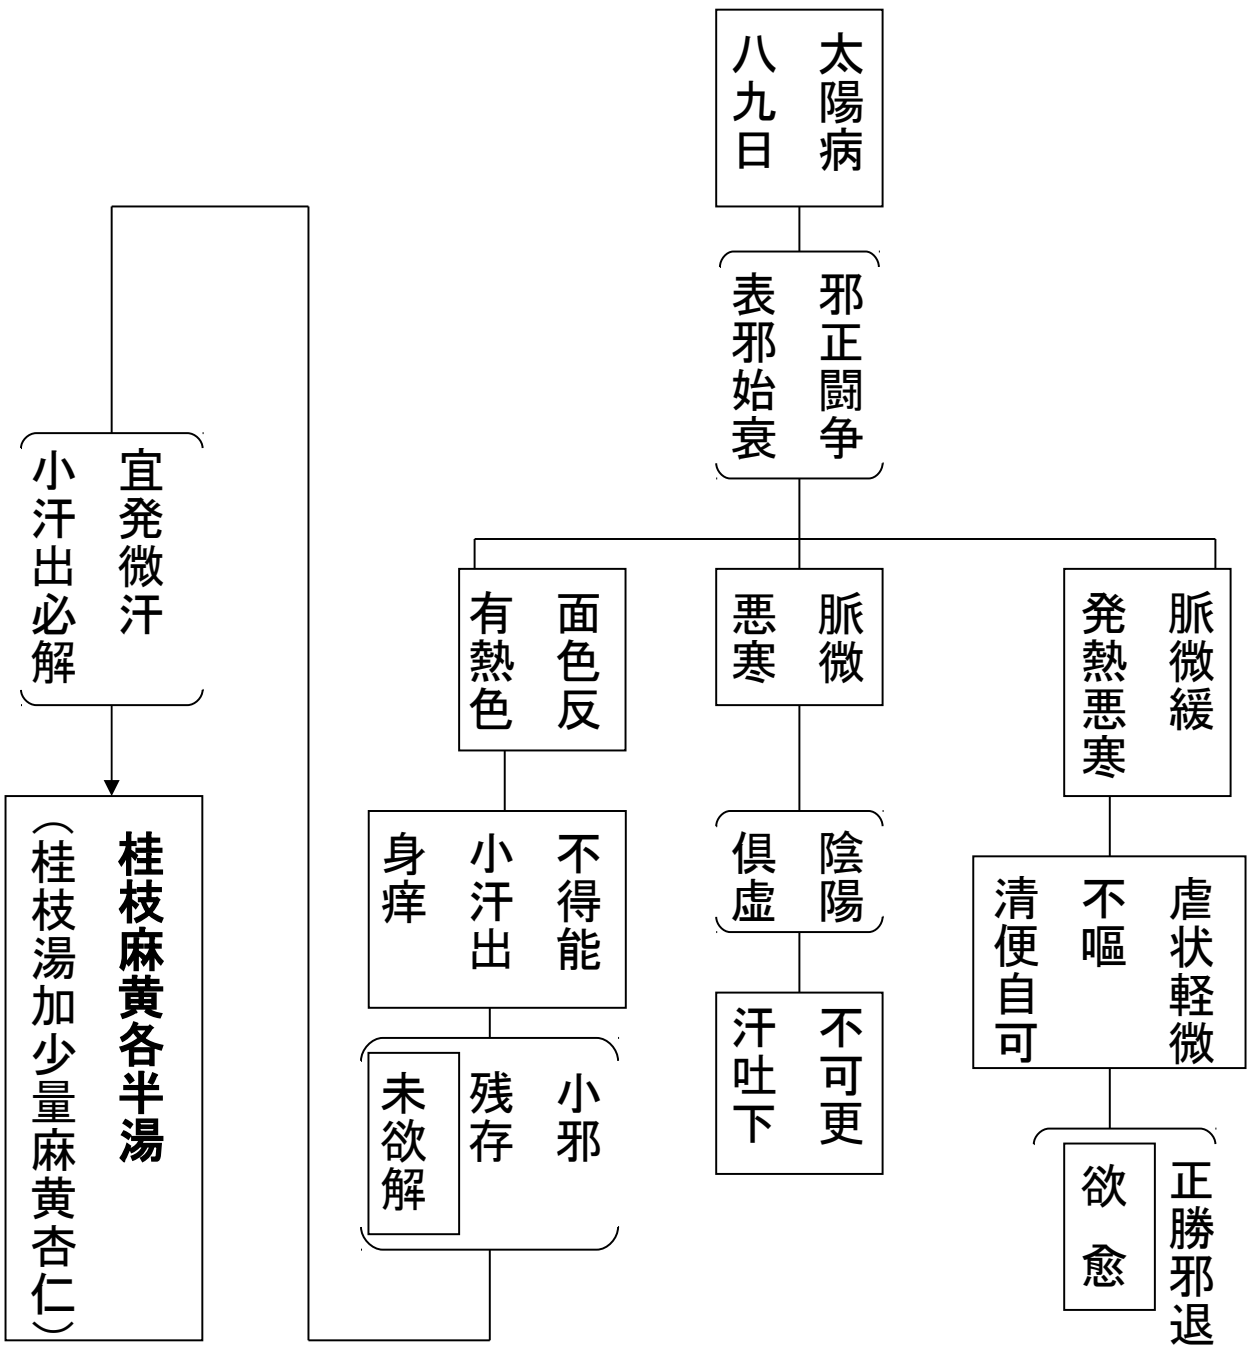 太陽病
八九日
邪正闘争
表邪始衰
脈微緩
発熱悪寒
虐状軽微
不嘔
清便自可
正勝邪退
欲愈
脈微
悪寒
陰陽
倶虚
不可更
汗吐下
面色反
有熱色
不得能
小汗出
身痒
小邪
残存
未欲解
宜発微汗
小汗出必解
桂枝麻黄各半湯
（桂枝湯加少量麻黄杏仁）